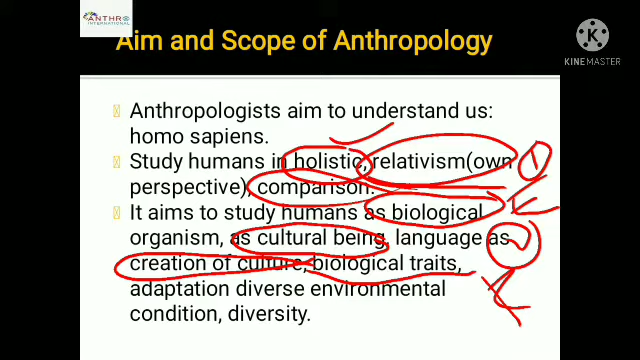 ANTHRO
INTERNATIONAL
Aim and Scope of Anthropology
K
KINEMASTER
Anthropologists aim to understand us:
homo sapiens.
Study humans in holistic, relativism(own
perspective), comparison.
It aims to study humans as biological
organism, as cultural being, language as
creation of culture, biological traits,
adaptation diverse environmental
condition, diversity.